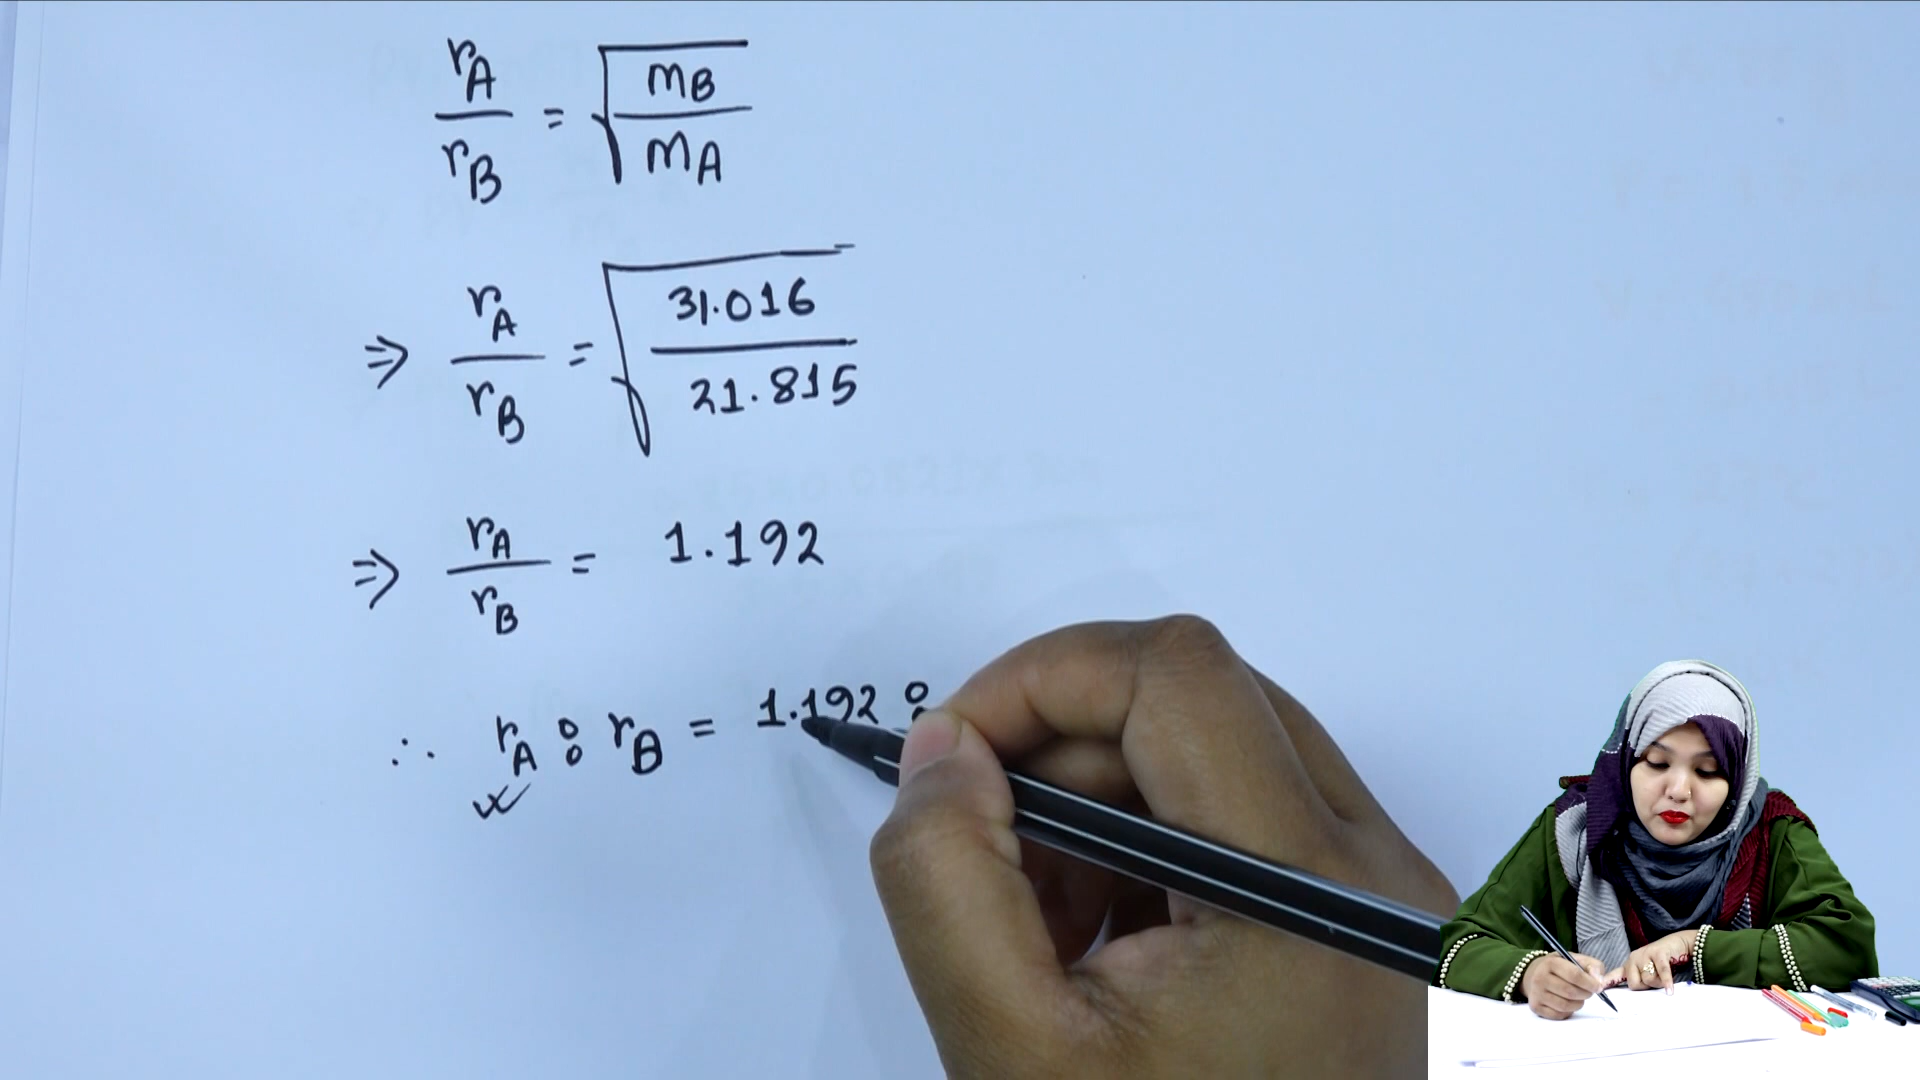 rA/rB = √(mB/mA)
⇒ rA/rB = √(31.016/21.815)
⇒ rA/rB = 1.192
∴ rA : rB = 1.192 :